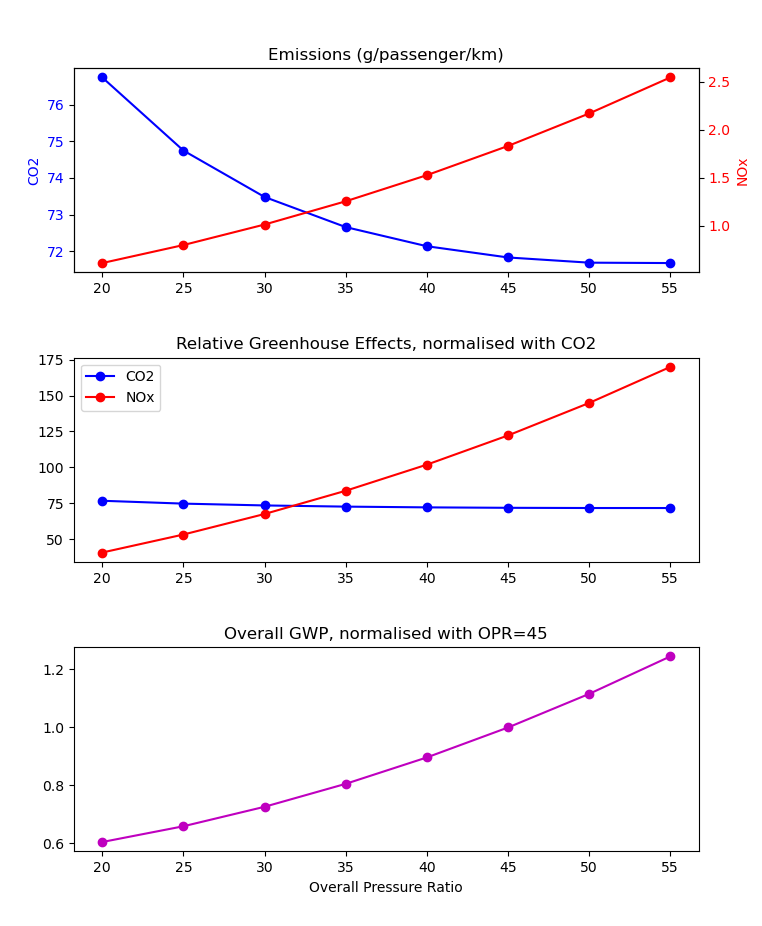 Emissions (g/passenger/km)
76
75
74
73
72
CO2
2.5
2.0
1.5
1.0
NOx
20 25 30 35 40 45 50 55
Relative Greenhouse Effects, normalised with CO2
175
150
125
100
75
50
CO2
NOx
20 25 30 35 40 45 50 55
Overall GWP, normalised with OPR=45
1.2
1.0
0.8
0.6
20 25 30 35 40 45 50 55
Overall Pressure Ratio